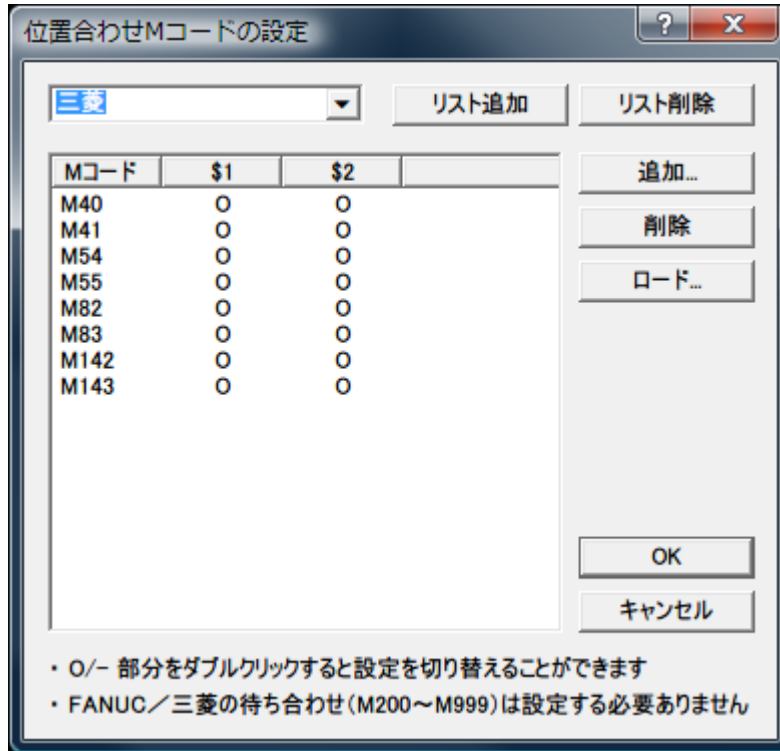 位置合わせMコードの設定
三菱 リスト追加 リスト削除
Mコード $1 $2 追加...
M40 O O
M41 O O 削除
M54 O O
M55 O O ロード...
M82 O O
M83 O O
M142 O O
M143 O O
OK
キャンセル
・ O/- 部分をダブルクリックすると設定を切り替えることができます
・ FANUC/三菱の待ち合わせ(M200～M999)は設定する必要ありません